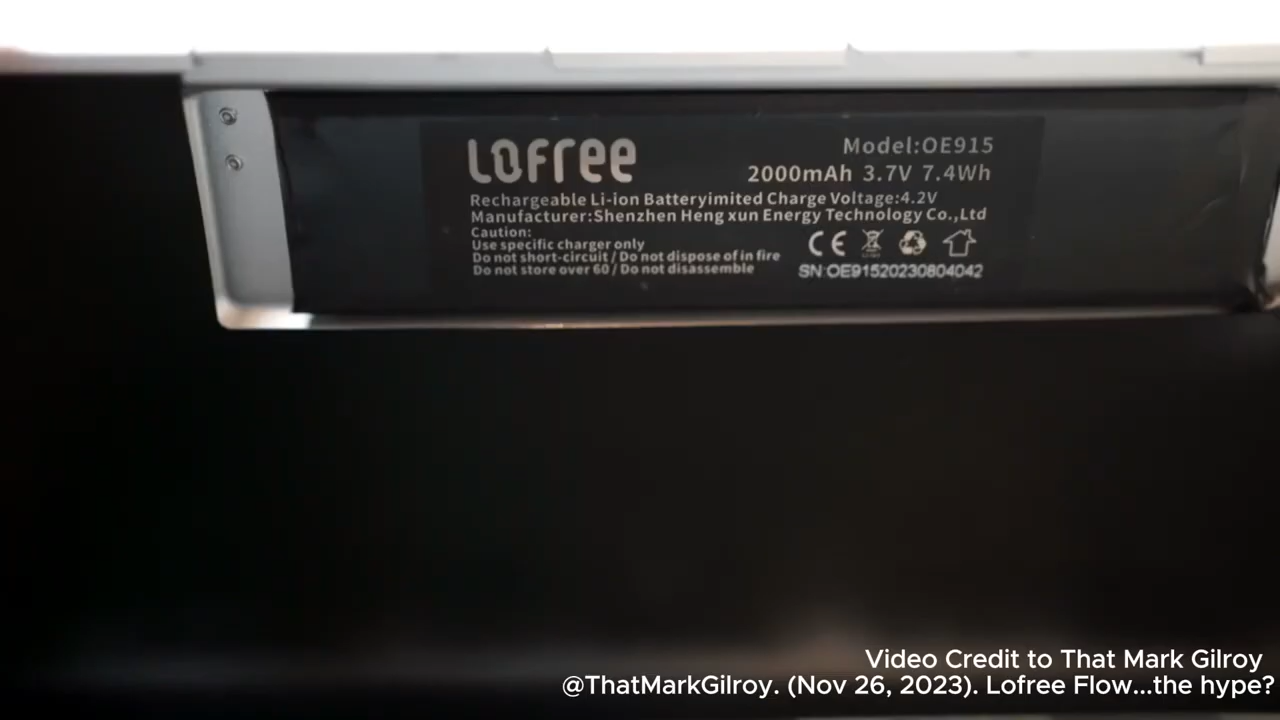 LOFREE
Model:OE915
2000mAh 3.7V 7.4Wh
Rechargeable Li-ion Batteryimited Charge Voltage:4.2V
Manufacturer:Shenzhen Heng xun Energy Technology Co.,Ltd
Caution:
Use specific charger only
Do not short-circuit / Do not dispose of in fire
Do not store over 60 / Do not disassemble
CE
SN:OE91520230804042
Video Credit to That Mark Gilroy
@ThatMarkGilroy. (Nov 26, 2023). Lofree Flow...the hype?